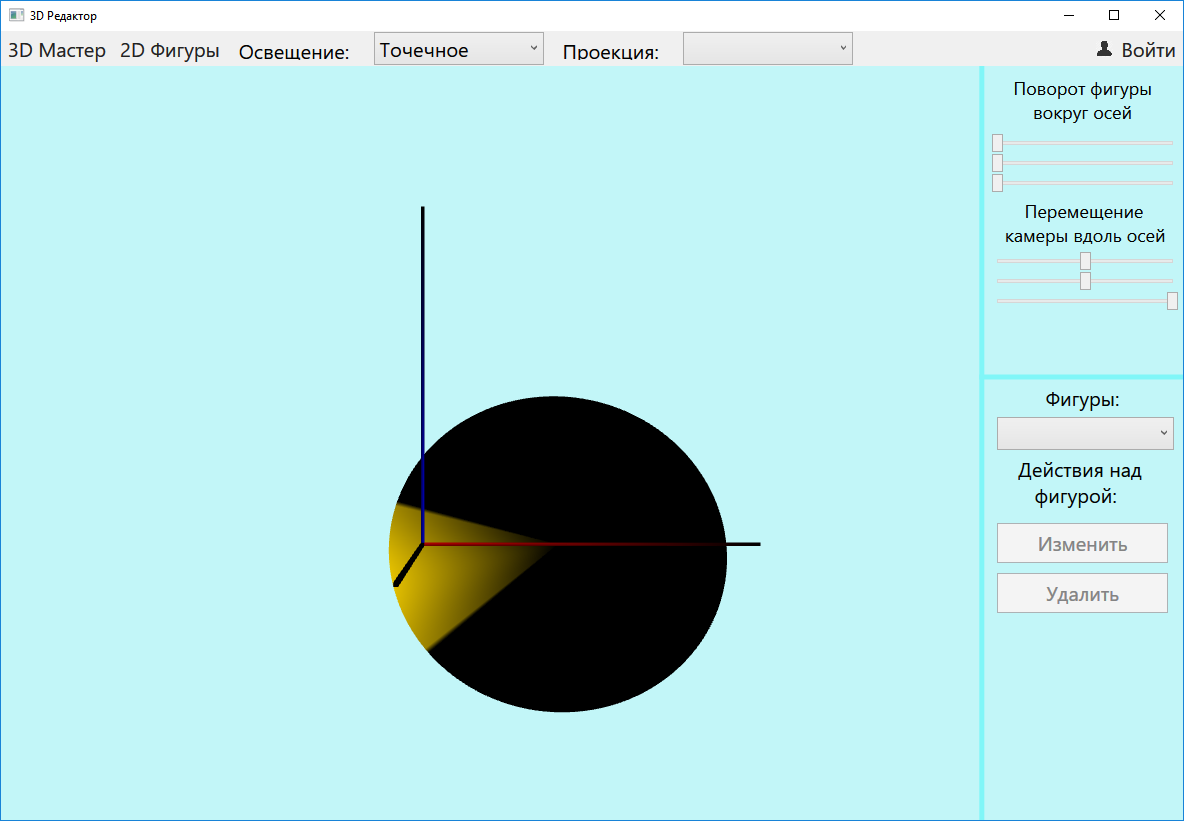 3D Редактор
3D Мастер 2D Фигуры Освещение: Точечное Проекция: Войти
Поворот фигуры
вокруг осей
Перемещение
камеры вдоль осей
Фигуры:
Действия над
фигурой:
Изменить
Удалить